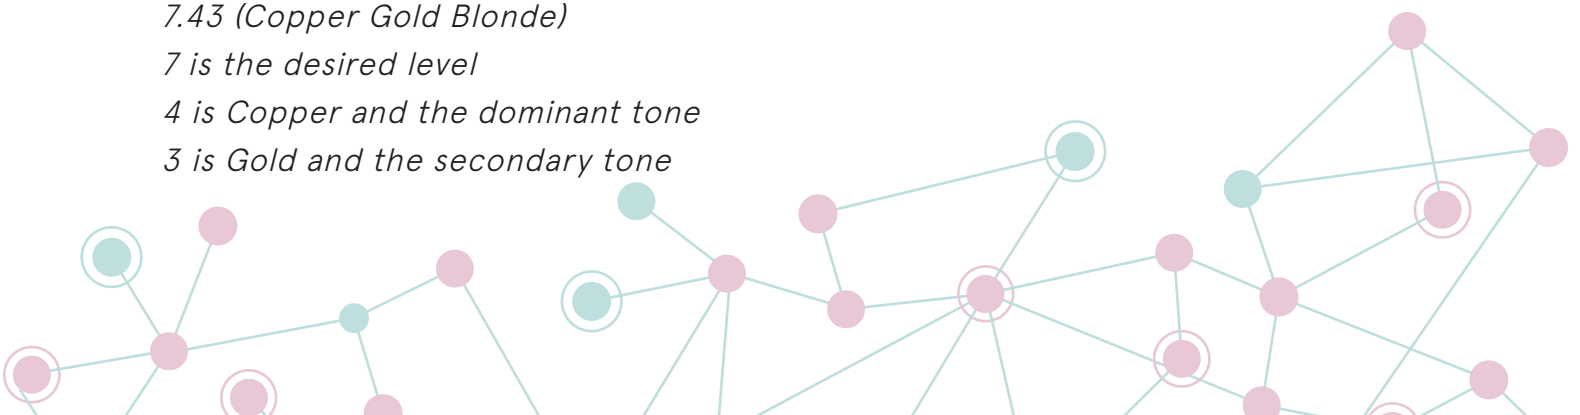 7.43 (Copper Gold Blonde)
7 is the desired level
4 is Copper and the dominant tone
3 is Gold and the secondary tone